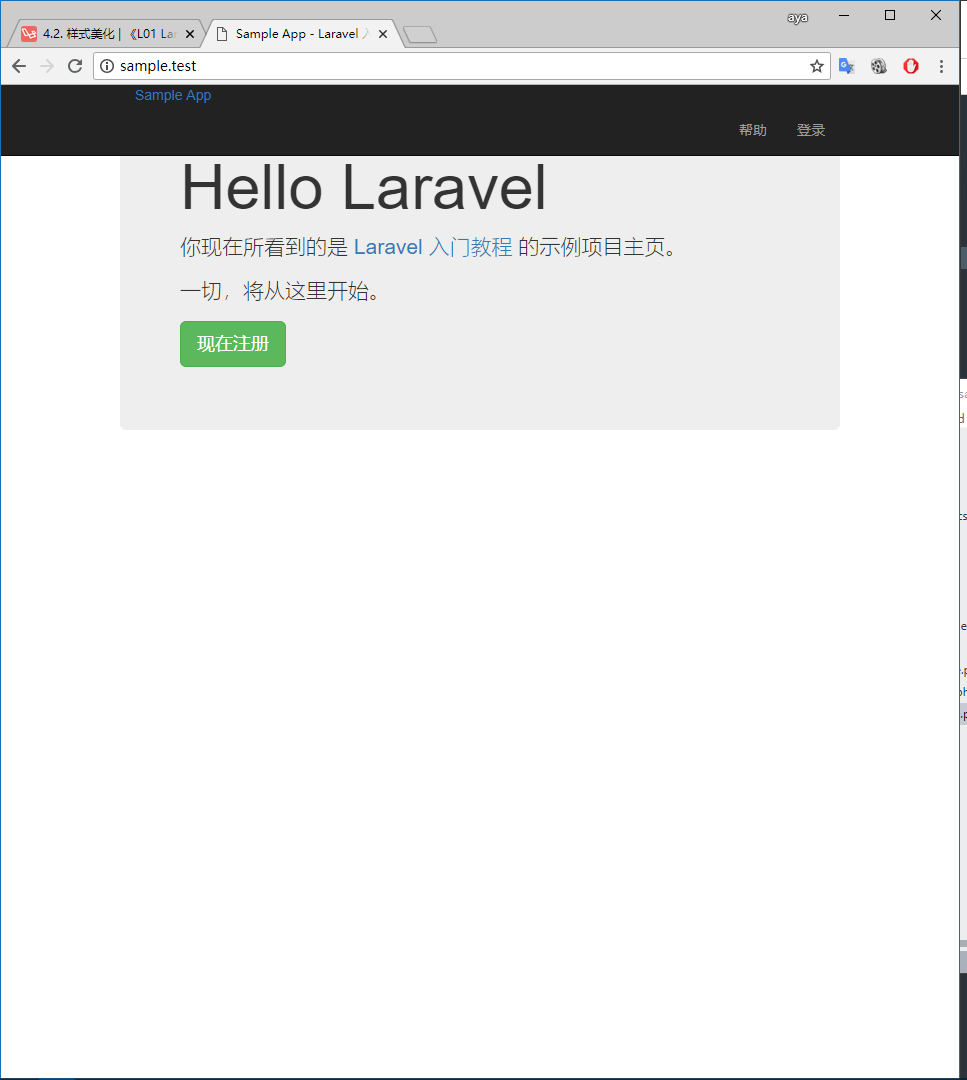 aya
4.2. 样式美化 | 《L01 Lar
Sample App - Laravel
sample.test
Sample App
帮助 登录
Hello Laravel
你现在所看到的是 Laravel 入门教程 的示例项目主页。
一切，将从这里开始。
现在注册